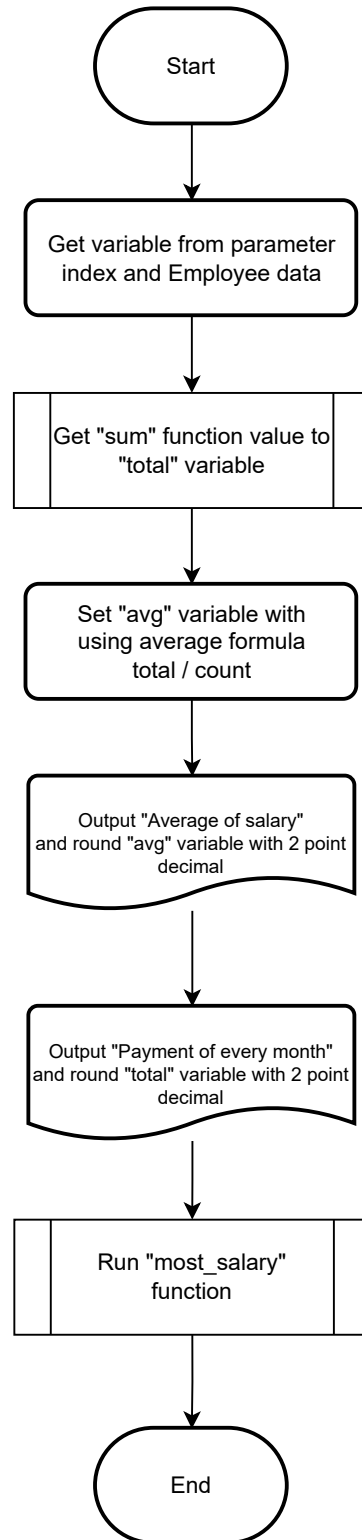 Start
Get variable from parameter
index and Employee data
Get "sum" function value to
"total" variable
Set "avg" variable with
using average formula
total / count
Output "Average of salary"
and round "avg" variable with 2 point
decimal
Output "Payment of every month"
and round "total" variable with 2 point
decimal
Run "most_salary"
function
End